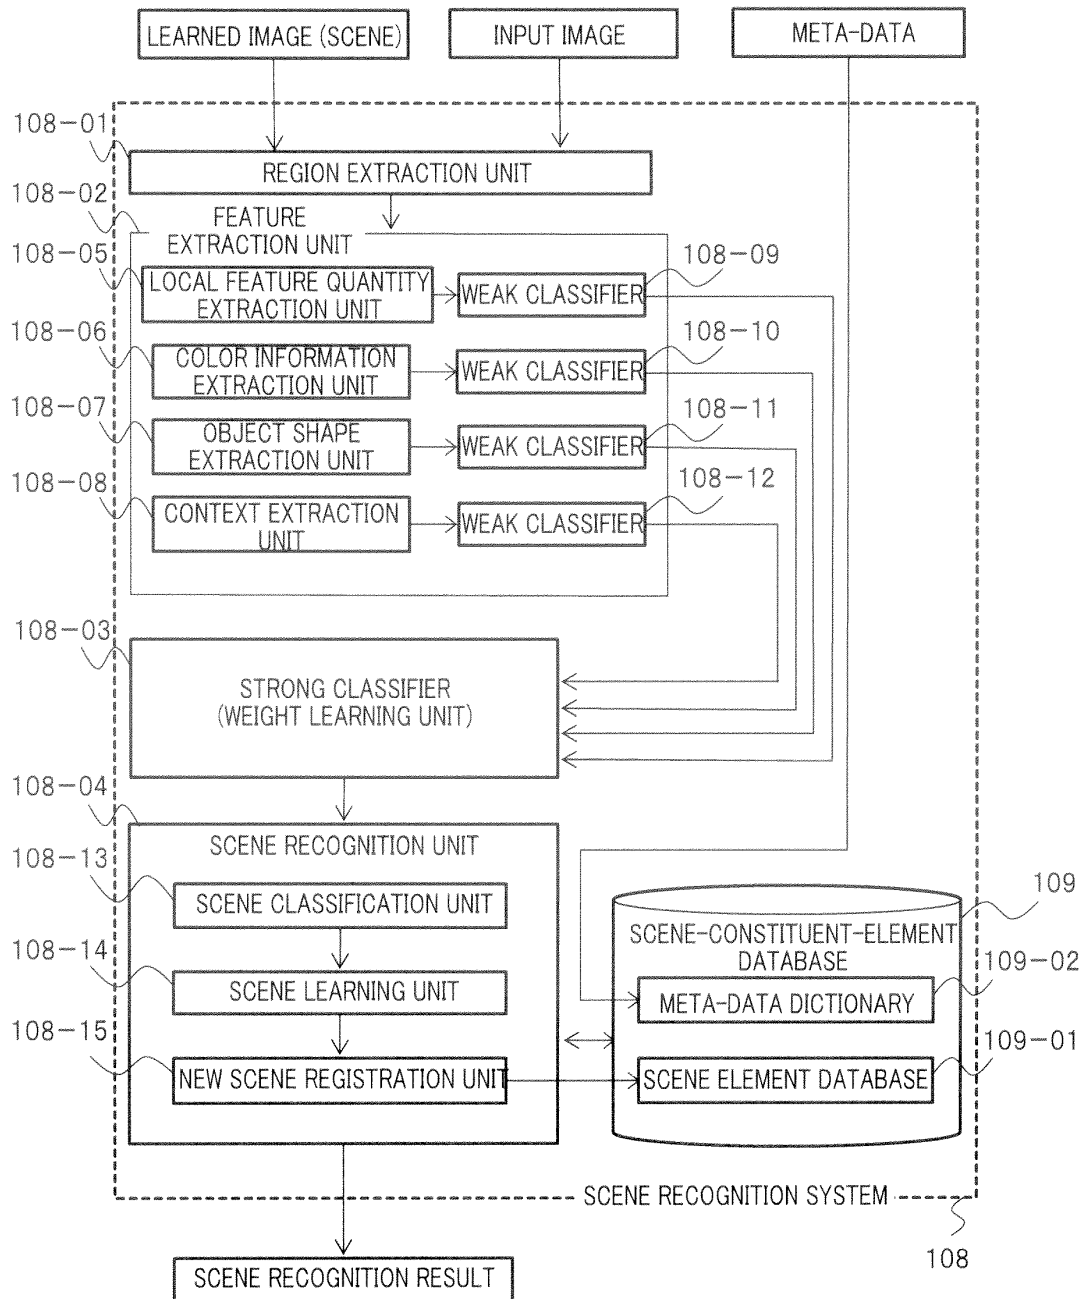 LEARNED IMAGE (SCENE)
INPUT IMAGE
META-DATA
108-01
REGION EXTRACTION UNIT
108-02
FEATURE
EXTRACTION UNIT
108-05
LOCAL FEATURE QUANTITY
EXTRACTION UNIT
WEAK CLASSIFIER
108-09
108-06
COLOR INFORMATION
EXTRACTION UNIT
WEAK CLASSIFIER
108-10
108-07
OBJECT SHAPE
EXTRACTION UNIT
WEAK CLASSIFIER
108-11
108-08
CONTEXT EXTRACTION
UNIT
WEAK CLASSIFIER
108-12
108-03
STRONG CLASSIFIER
(WEIGHT LEARNING UNIT)
108-04
SCENE RECOGNITION UNIT
108-13
SCENE CLASSIFICATION UNIT
108-14
SCENE LEARNING UNIT
108-15
NEW SCENE REGISTRATION UNIT
109
SCENE-CONSTITUENT-ELEMENT
DATABASE
109-02
META-DATA DICTIONARY
109-01
SCENE ELEMENT DATABASE
SCENE RECOGNITION SYSTEM
108
SCENE RECOGNITION RESULT